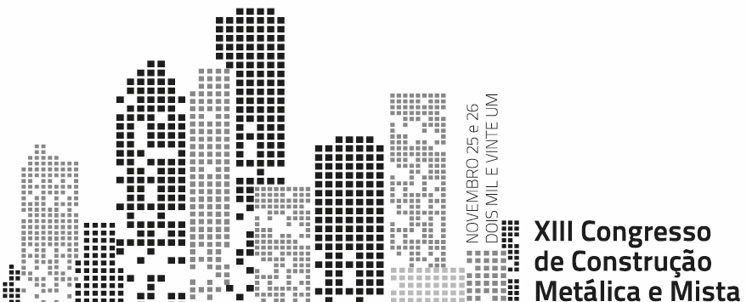 NOVEMBRO 25 e 26
DOIS MIL E VINTE UM
XIII Congresso
de Construção
Metálica e Mista